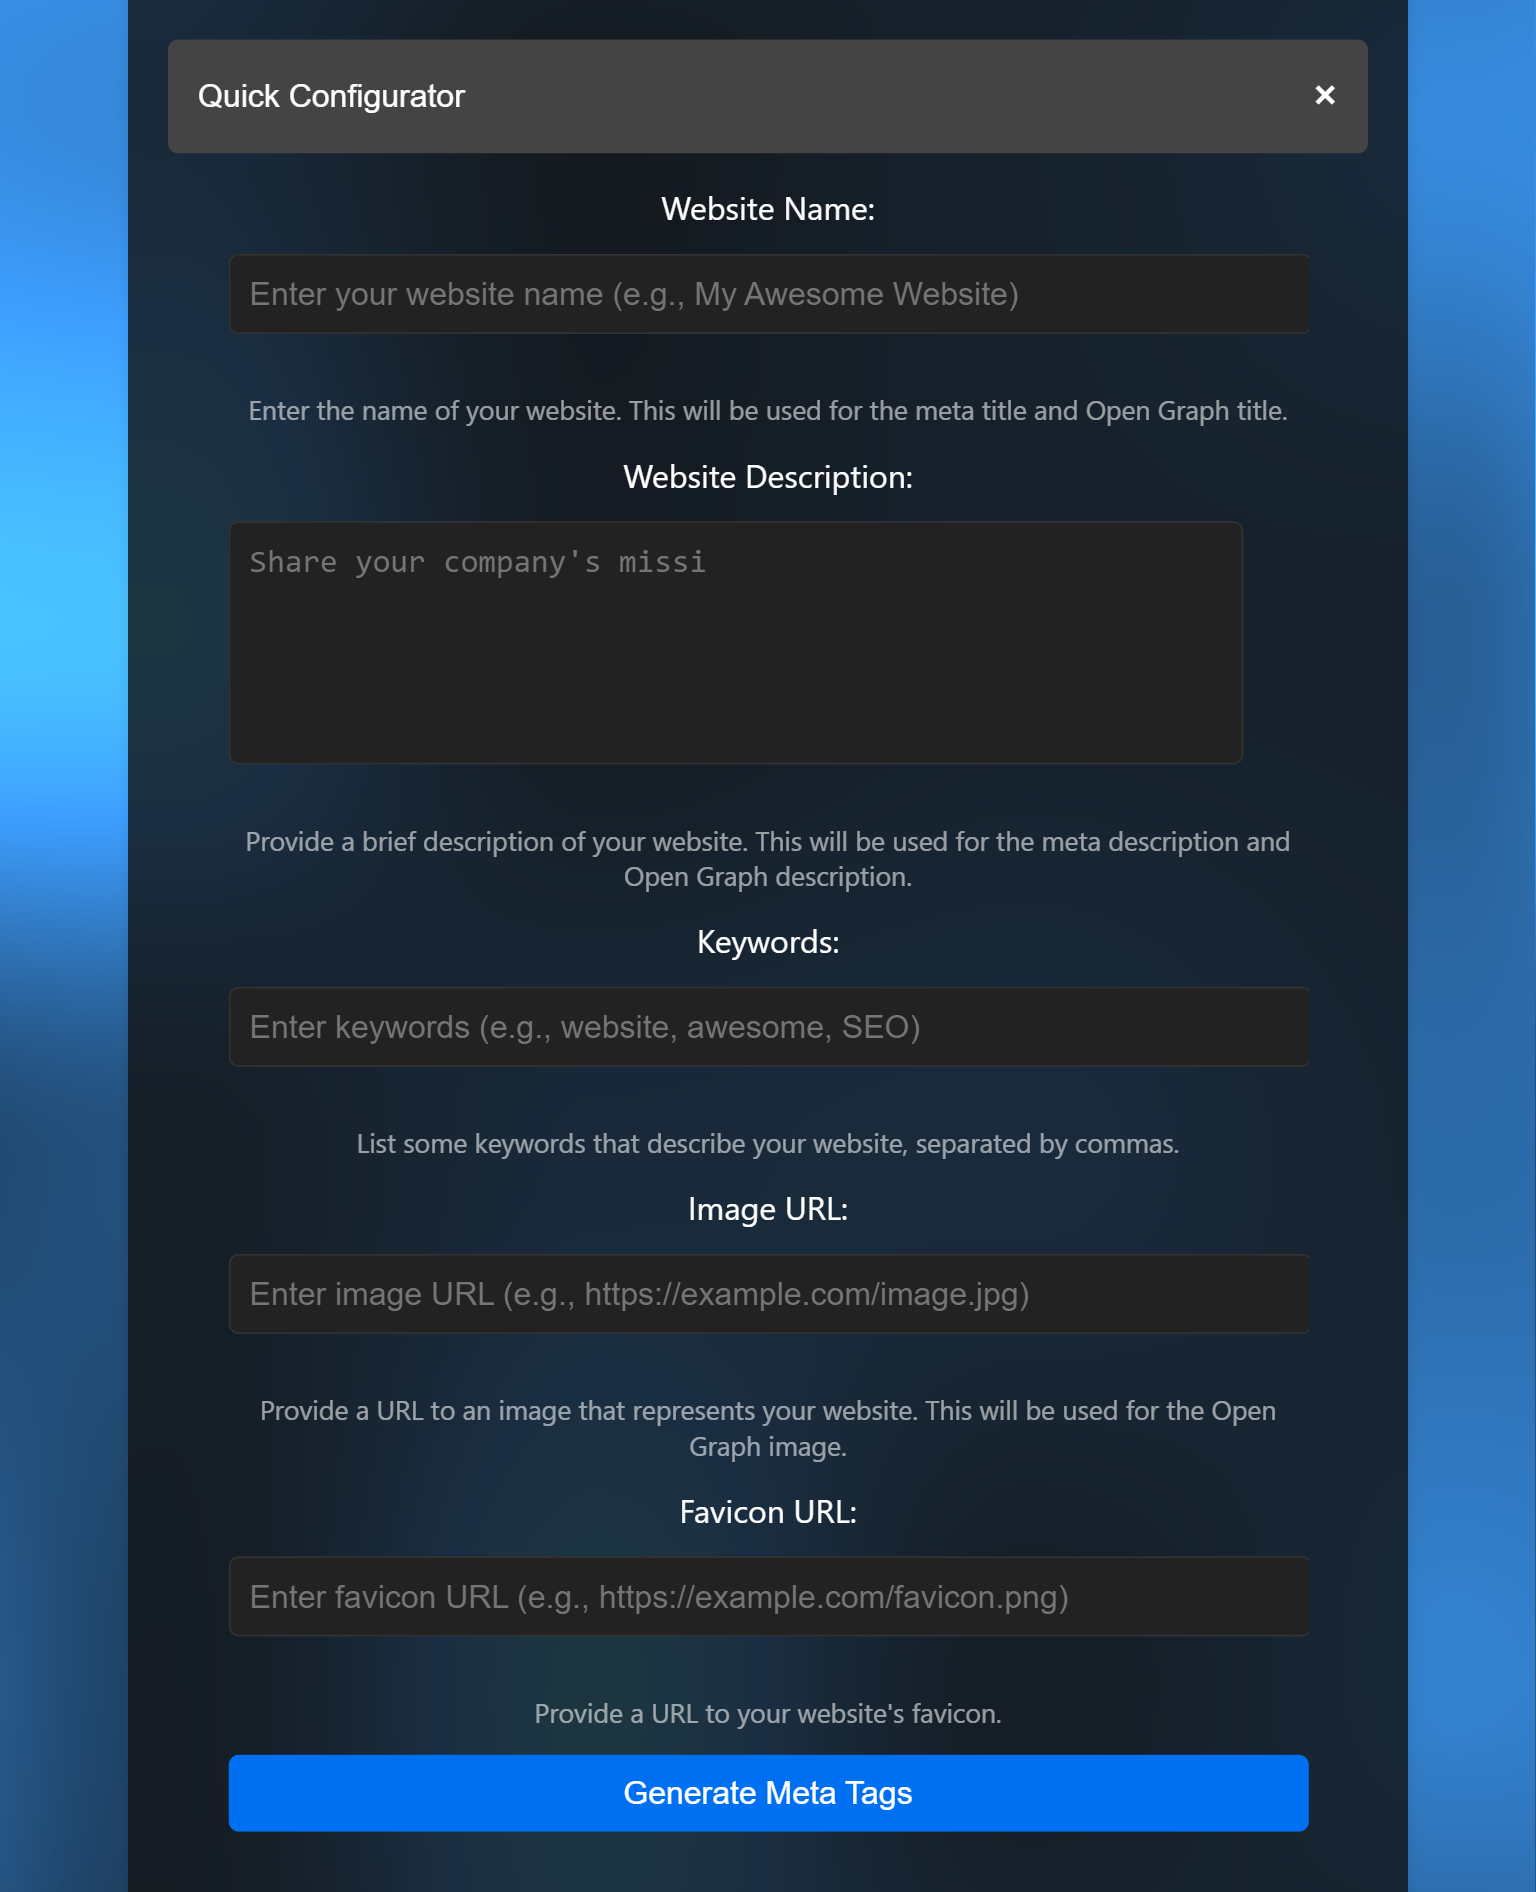 Quick Configurator
×
Website Name:
Enter your website name (e.g., My Awesome Website)
Enter the name of your website. This will be used for the meta title and Open Graph title.
Website Description:
Share your company's missi
Provide a brief description of your website. This will be used for the meta description and
Open Graph description.
Keywords:
Enter keywords (e.g., website, awesome, SEO)
List some keywords that describe your website, separated by commas.
Image URL:
Enter image URL (e.g., https://example.com/image.jpg)
Provide a URL to an image that represents your website. This will be used for the Open
Graph image.
Favicon URL:
Enter favicon URL (e.g., https://example.com/favicon.png)
Provide a URL to your website's favicon.
Generate Meta Tags